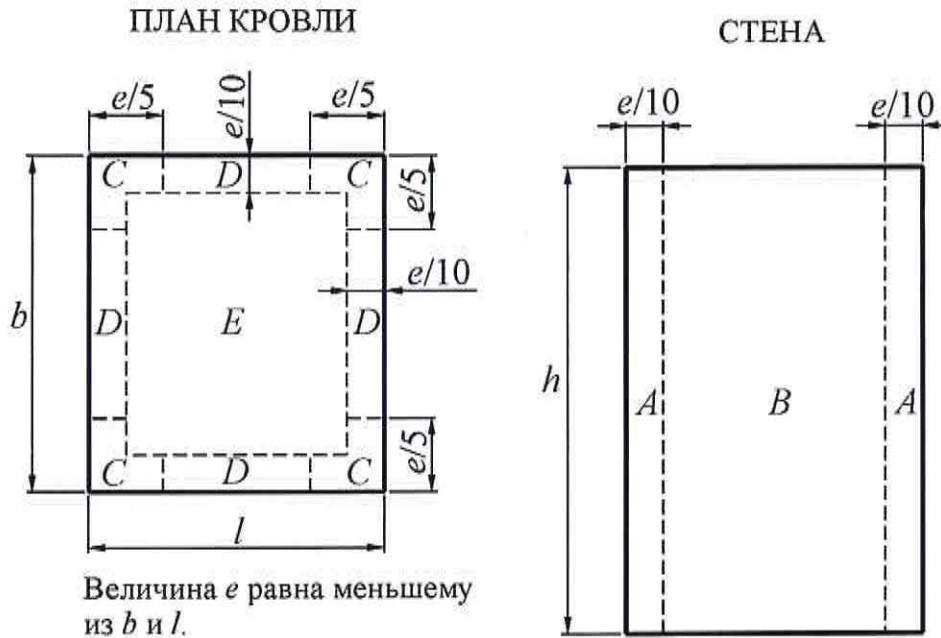 ПЛАН КРОВЛИ
e/5
e/10
e/5
C
D
C
e/5
e/10
b
D
E
D
C
D
C
e/5
l
Величина e равна меньшему
из b и l.
СТЕНА
e/10
e/10
h
A
B
A